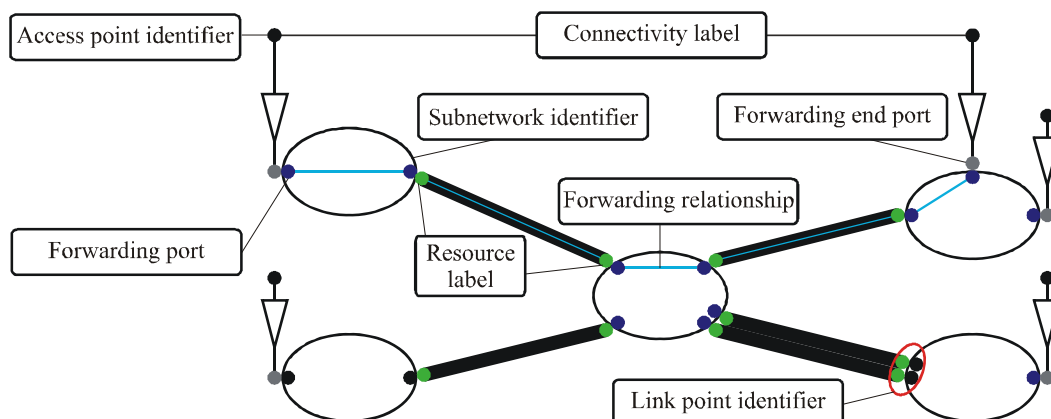 Access point identifier
Connectivity label
Subnetwork identifier
Forwarding end port
Forwarding relationship
Forwarding port
Resource
label
Link point identifier